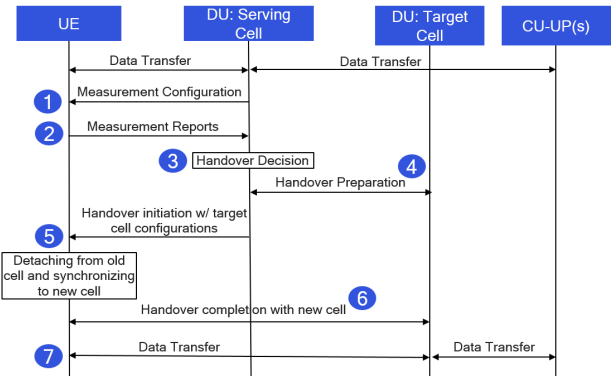 UE
DU: Serving
Cell
DU: Target
Cell
CU-UP(s)
Data Transfer
Data Transfer
1
Measurement Configuration
2
Measurement Reports
3
Handover Decision
4
Handover Preparation
5
Handover initiation w/ target
cell configurations
Detaching from old
cell and synchronizing
to new cell
6
Handover completion with new cell
7
Data Transfer
Data Transfer